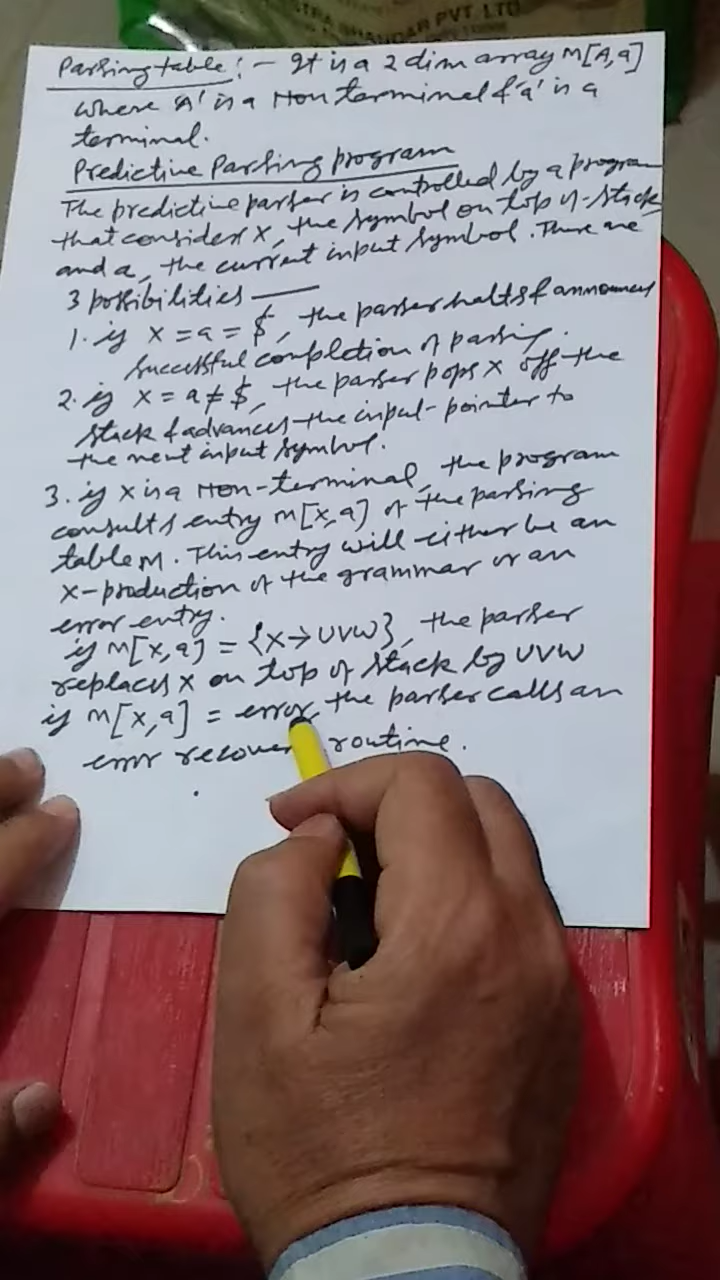 STRA BHANDAR PVT. LTD
Parsing table :- It is a 2 dim array M[A,a]
where 'A' is a Non terminal & 'a' is a
terminal.
Predictive Parsing program
The predictive parser is controlled by a program
that considers X, the symbol on top of stack
and a, the current input symbol. There are
3 possibilities —
1. if X = a = $, the parser halts & announces
successful completion of parsing.
2. if X = a ≠ $, the parser pops X off the
stack & advances the input-pointer to
the next input symbol.
3. if X is a Non-terminal, the program
consults entry M[X,a] of the parsing
table M. This entry will either be an
X-production of the grammar or an
error entry.
if M[X,a] = {X→UVW}, the parser
replaces X on top of stack by UVW
if M[X,a] = error, the parser calls an
error recover routine.